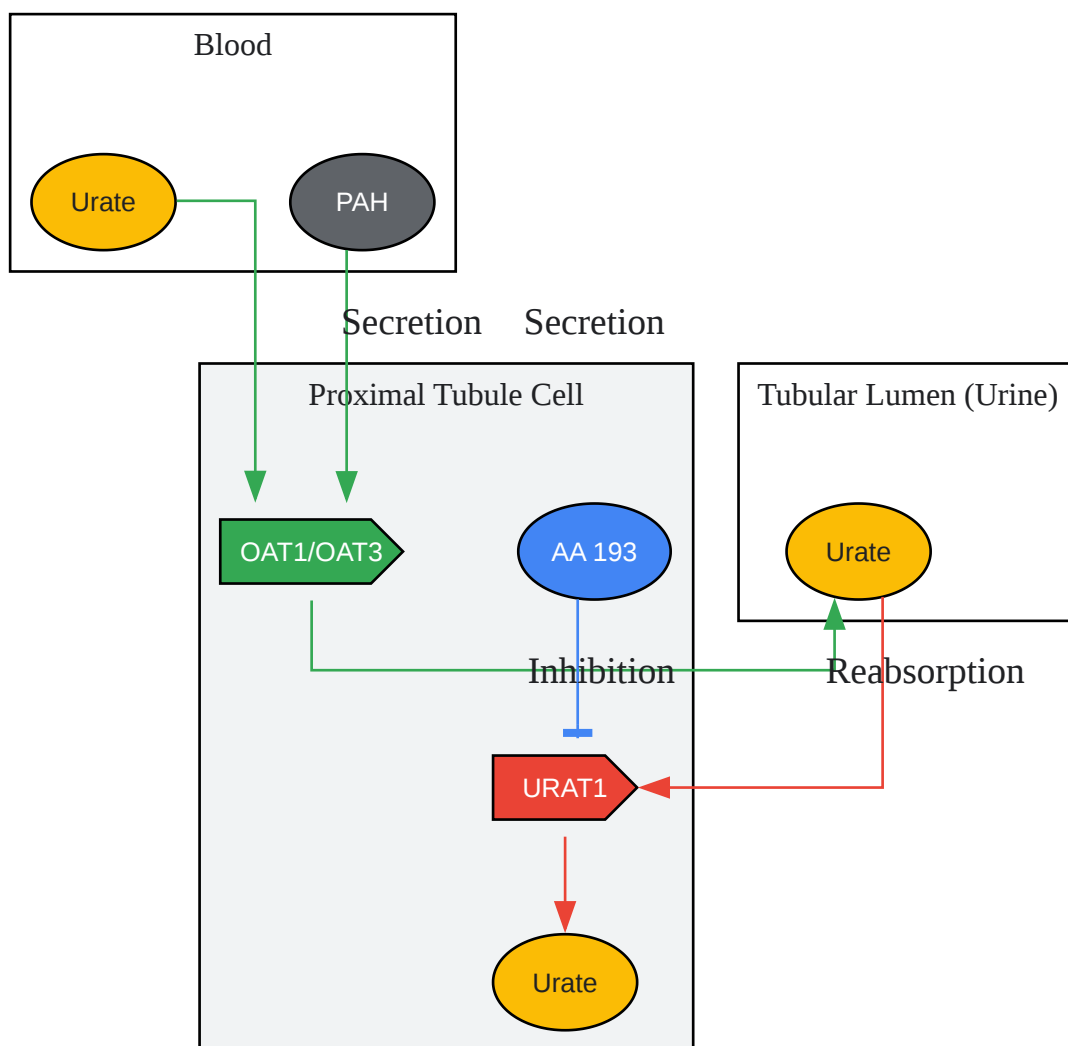 Blood
Urate
PAH
Secretion
Secretion
Proximal Tubule Cell
Tubular Lumen (Urine)
OAT1/OAT3
AA 193
Urate
Inhibition
Reabsorption
URAT1
Urate